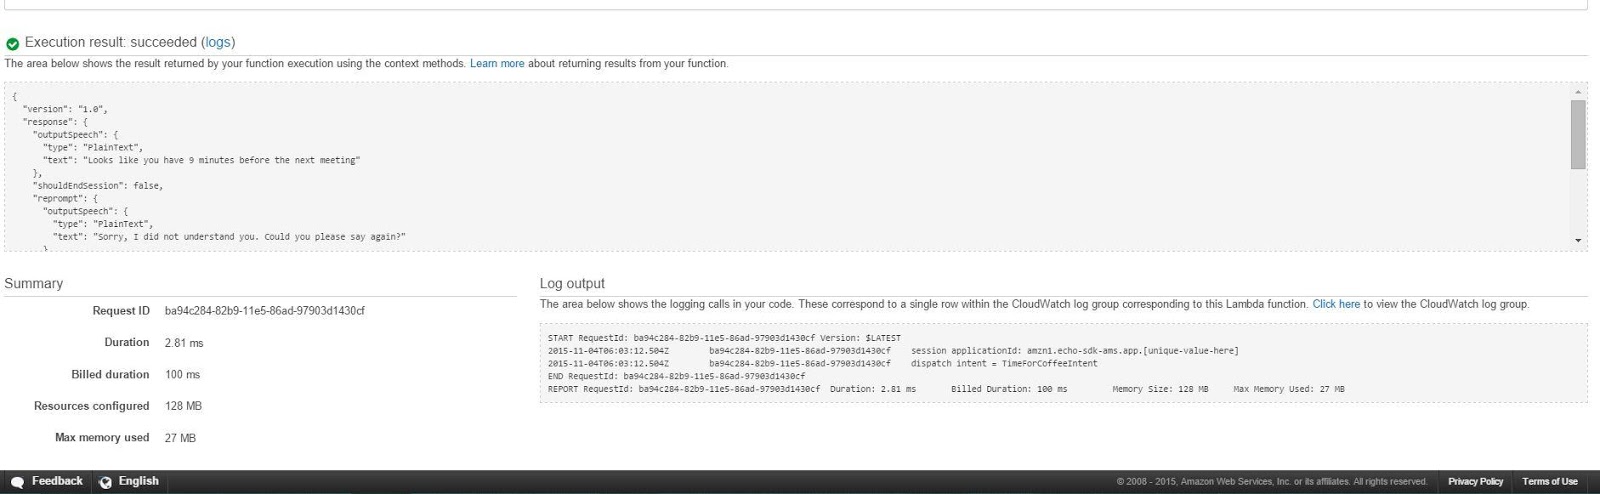 Execution result: succeeded (logs)
The area below shows the result returned by your function execution using the context methods. Learn more about returning results from your function.
{
"version": "1.0",
"response": {
"outputSpeech": {
"type": "PlainText",
"text": "Looks like you have 9 minutes before the next meeting"
},
"shouldEndSession": false,
"reprompt": {
"outputSpeech": {
"type": "PlainText",
"text": "Sorry, I did not understand you. Could you please say again?"
}
Summary
Request ID ba94c284-82b9-11e5-86ad-97903d1430cf
Duration 2.81 ms
Billed duration 100 ms
Resources configured 128 MB
Max memory used 27 MB
Log output
The area below shows the logging calls in your code. These correspond to a single row within the CloudWatch log group corresponding to this Lambda function. Click here to view the CloudWatch log group.
START RequestId: ba94c284-82b9-11e5-86ad-97903d1430cf Version: $LATEST
2015-11-04T06:03:12.504Z ba94c284-82b9-11e5-86ad-97903d1430cf session applicationId: amzn1.echo-sdk-ams.app.[unique-value-here]
2015-11-04T06:03:12.504Z ba94c284-82b9-11e5-86ad-97903d1430cf dispatch intent = TimeForCoffeeIntent
END RequestId: ba94c284-82b9-11e5-86ad-97903d1430cf
REPORT RequestId: ba94c284-82b9-11e5-86ad-97903d1430cf Duration: 2.81 ms Billed Duration: 100 ms Memory Size: 128 MB Max Memory Used: 27 MB
Feedback English © 2008 - 2015, Amazon Web Services, Inc. or its affiliates. All rights reserved. Privacy Policy Terms of Use